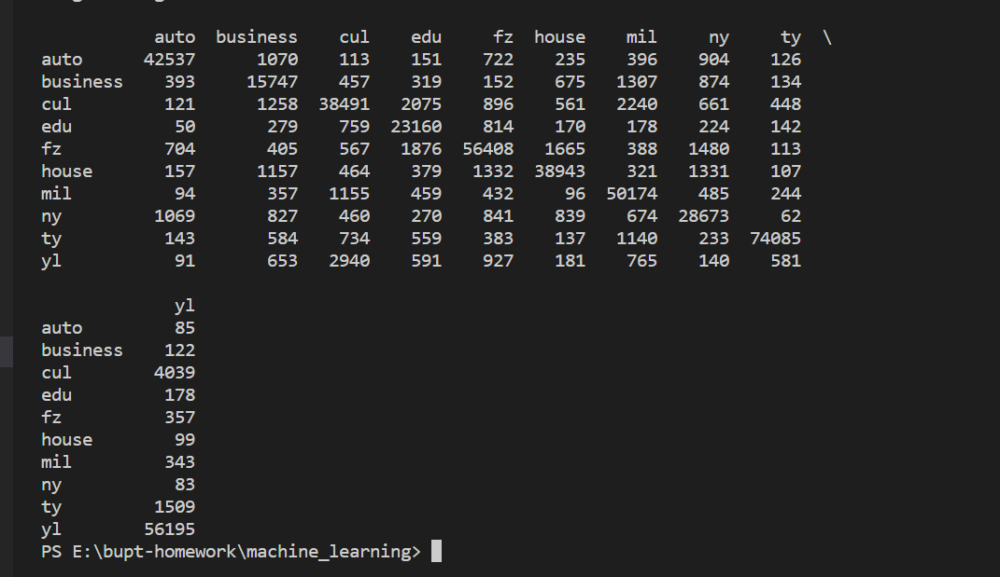 auto business cul edu fz house mil ny ty \
auto 42537 1070 113 151 722 235 396 904 126
business 393 15747 457 319 152 675 1307 874 134
cul 121 1258 38491 2075 896 561 2240 661 448
edu 50 279 759 23160 814 170 178 224 142
fz 704 405 567 1876 56408 1665 388 1480 113
house 157 1157 464 379 1332 38943 321 1331 107
mil 94 357 1155 459 432 96 50174 485 244
ny 1069 827 460 270 841 839 674 28673 62
ty 143 584 734 559 383 137 1140 233 74085
yl 91 653 2940 591 927 181 765 140 581
yl
auto 85
business 122
cul 4039
edu 178
fz 357
house 99
mil 343
ny 83
ty 1509
yl 56195
PS E:\bupt-homework\machine_learning>